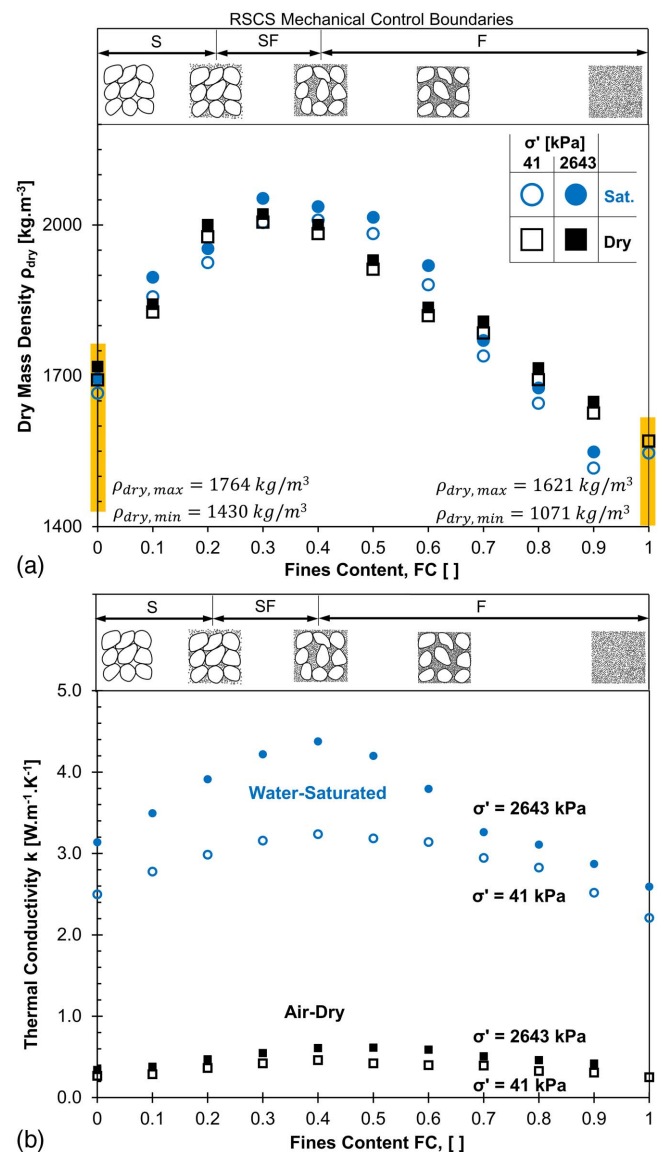 RSCS Mechanical Control Boundaries
S SF F
σ' [kPa]
41 2643
Sat.
Dry
Dry Mass Density ρdry [kg.m-3]
2000
1700
1400
ρdry,max = 1764 kg/m³
ρdry,min = 1430 kg/m³
ρdry,max = 1621 kg/m³
ρdry,min = 1071 kg/m³
0 0.1 0.2 0.3 0.4 0.5 0.6 0.7 0.8 0.9 1
Fines Content, FC [ ]
(a)
S SF F
Thermal Conductivity k [W.m-1.K-1]
5.0
4.0
3.0
2.0
1.0
0.0
Water-Saturated
σ' = 2643 kPa
σ' = 41 kPa
Air-Dry
σ' = 2643 kPa
σ' = 41 kPa
0 0.1 0.2 0.3 0.4 0.5 0.6 0.7 0.8 0.9 1
Fines Content FC, [ ]
(b)